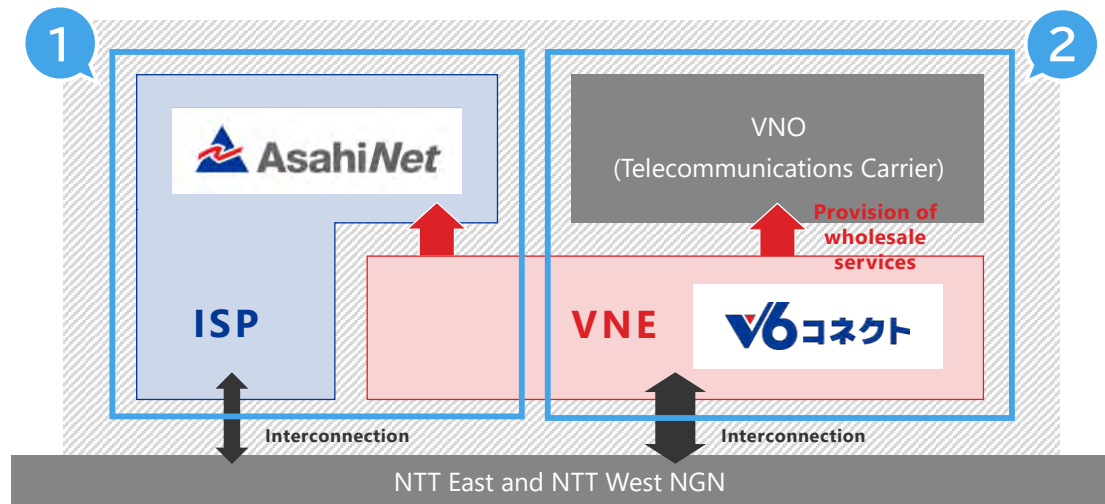 1
2
AsahiNet
VNO
(Telecommunications Carrier)
Provision of
wholesale
services
ISP
VNE
V6コネクト
Interconnection
Interconnection
NTT East and NTT West NGN